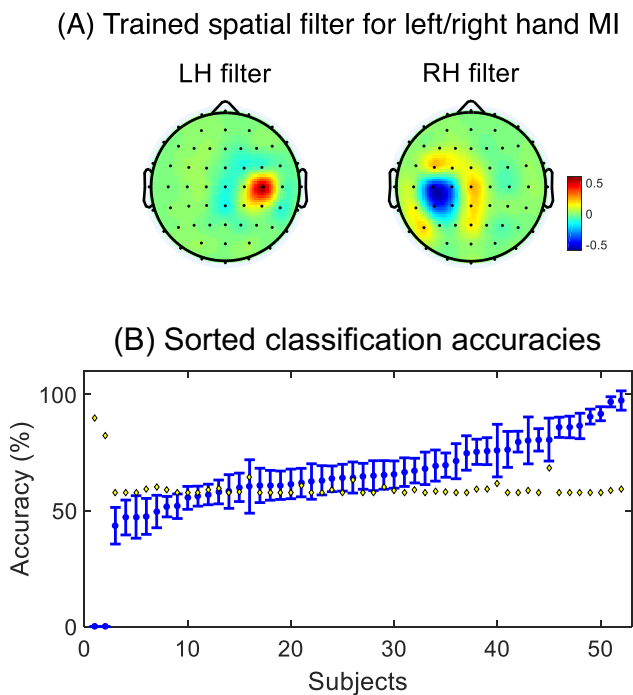 (A) Trained spatial filter for left/right hand MI
LH filter
RH filter
0.5
0
-0.5
(B) Sorted classification accuracies
100
50
0
Accuracy (%)
0
10
20
30
40
50
Subjects